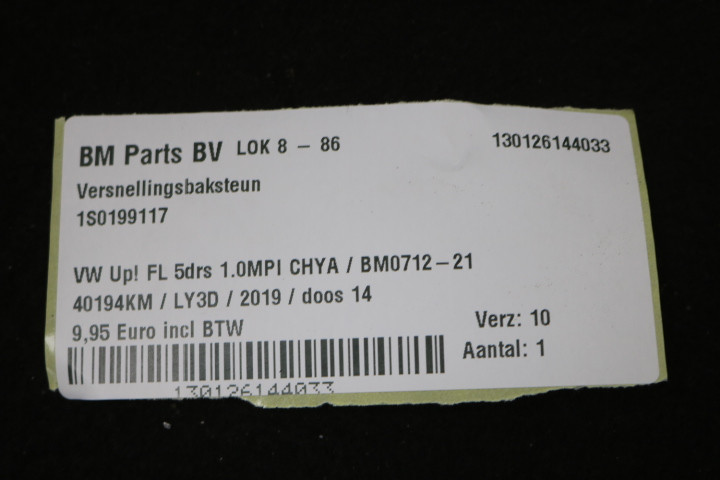 BM Parts BV LOK 8 - 86 130126144033
Versnellingsbaksteun
1S0199117
VW Up! FL 5drs 1.0MPI CHYA / BM0712-21
40194KM / LY3D / 2019 / doos 14
9,95 Euro incl BTW
Verz: 10
Aantal: 1
130126144033